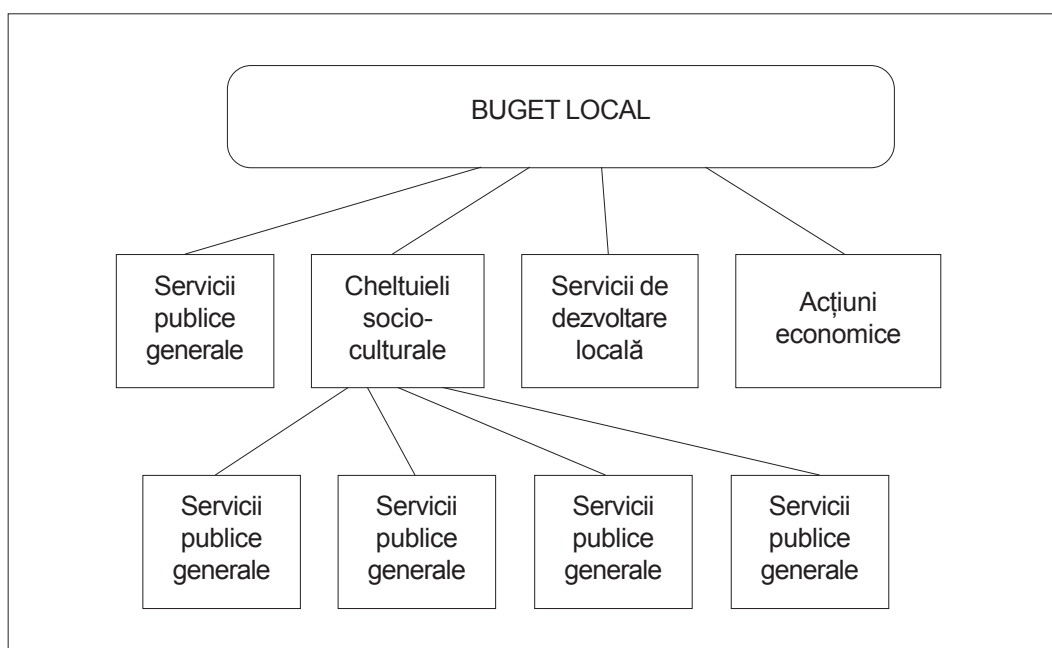 BUGET LOCAL
Servicii
publice
generale
Cheltuieli
socio-
culturale
Servicii de
dezvoltare
locală
Acțiuni
economice
Servicii
publice
generale
Servicii
publice
generale
Servicii
publice
generale
Servicii
publice
generale